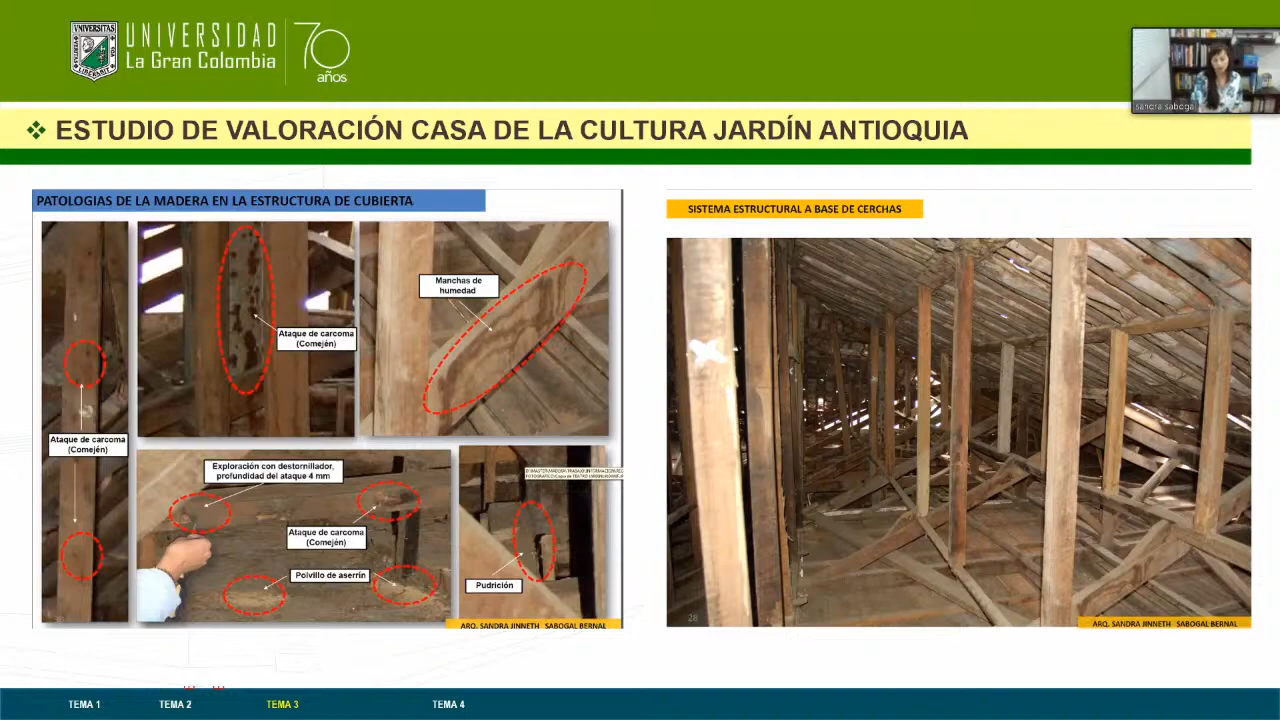 UNIVERSITAS
VERITAS
LIBERABIT
UNIVERSIDAD
La Gran Colombia
70
años
sandra sabogal
ESTUDIO DE VALORACIÓN CASA DE LA CULTURA JARDÍN ANTIOQUIA
PATOLOGIAS DE LA MADERA EN LA ESTRUCTURA DE CUBIERTA
Manchas de
humedad
Ataque de carcoma
(Comején)
Ataque de carcoma
(Comején)
Exploración con destornillador,
profundidad del ataque 4 mm
Ataque de carcoma
(Comején)
Polvillo de aserrín
Pudrición
ARQ. SANDRA JINNETH SABOGAL BERNAL
SISTEMA ESTRUCTURAL A BASE DE CERCHAS
28
ARQ. SANDRA JINNETH SABOGAL BERNAL
TEMA 1
TEMA 2
TEMA 3
TEMA 4